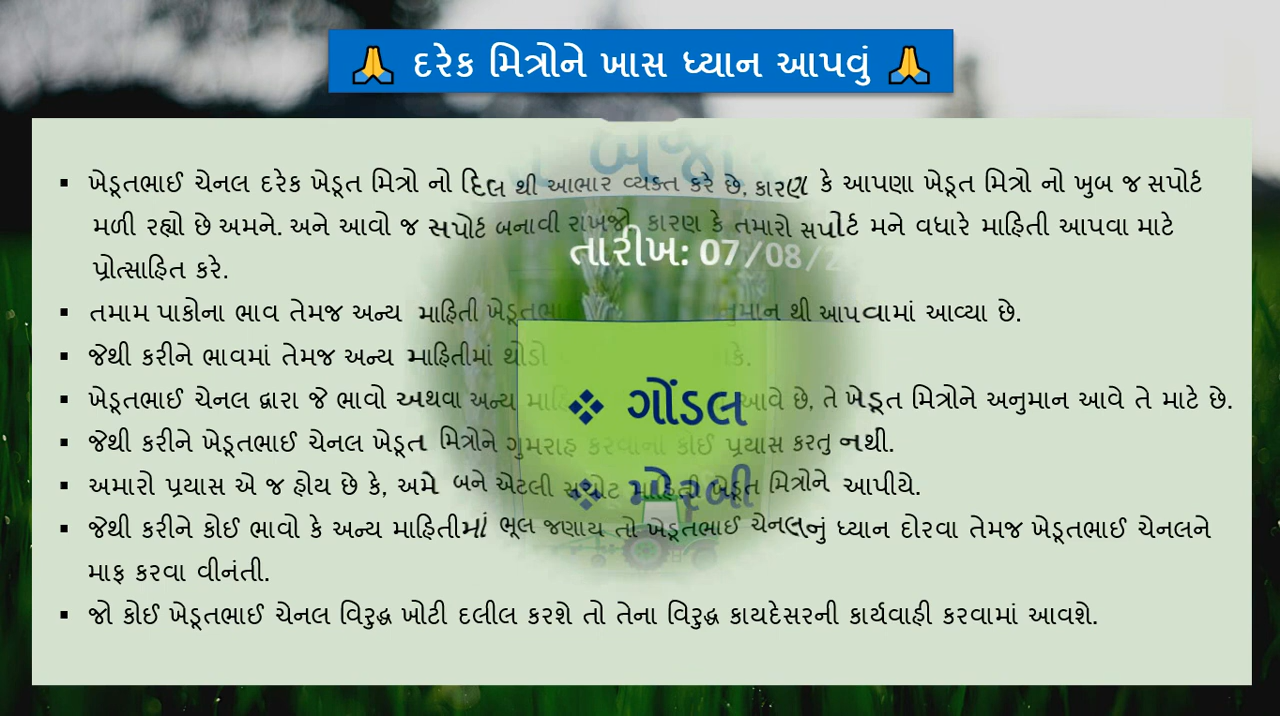 🙏 દરેક મિત્રોને ખાસ ધ્યાન આપવું 🙏
▪ ખેડૂતભાઈ ચેનલ દરેક ખેડૂત મિત્રો નો દિલ થી આભાર વ્યક્ત કરે છે, કારણ કે આપણા ખેડૂત મિત્રો નો ખુબ જ સપોર્ટ
મળી રહ્યો છે અમને. અને આવો જ સપોર્ટ બનાવી રાખજો, કારણ કે તમારો સપોર્ટ મને વધારે માહિતી આપવા માટે
તારીખ: 07/08/2
પ્રોત્સાહિત કરે.
▪ તમામ પાકોના ભાવ તેમજ અન્ય માહિતી થી આપવામાં આવ્યા છે.
▪ જેથી કરીને ભાવમાં તેમજ અન્ય માહિતીમાં થોડો
▪ ખેડૂતભાઈ ચેનલ દ્વારા જે ભાવો અથવા અન્ય આવે છે, તે ખેડૂત મિત્રોને અનુમાન આવે તે માટે છે.
❖ ગોંડલ
▪ જેથી કરીને ખેડૂતભાઈ ચેનલ ખેડૂત મિત્રોને ગુમરાહ કરવાનો કોઈ પ્રયાસ કરતુ નથી.
▪ અમારો પ્રયાસ એ જ હોય છે કે, અમે બને એટલી સચોટ માહિતી ખેડૂત મિત્રોને આપીયે.
❖ મોરબી
▪ જેથી કરીને કોઈ ભાવો કે અન્ય માહિતીમાં ભૂલ જણાય તો ખેડૂતભાઈ ચેનલનું ધ્યાન દોરવા તેમજ ખેડૂતભાઈ ચેનલને
માફ કરવા વીનંતી.
▪ જો કોઈ ખેડૂતભાઈ ચેનલ વિરુદ્ધ ખોટી દલીલ કરશે તો તેના વિરુદ્ધ કાયદેસરની કાર્યવાહી કરવામાં આવશે.